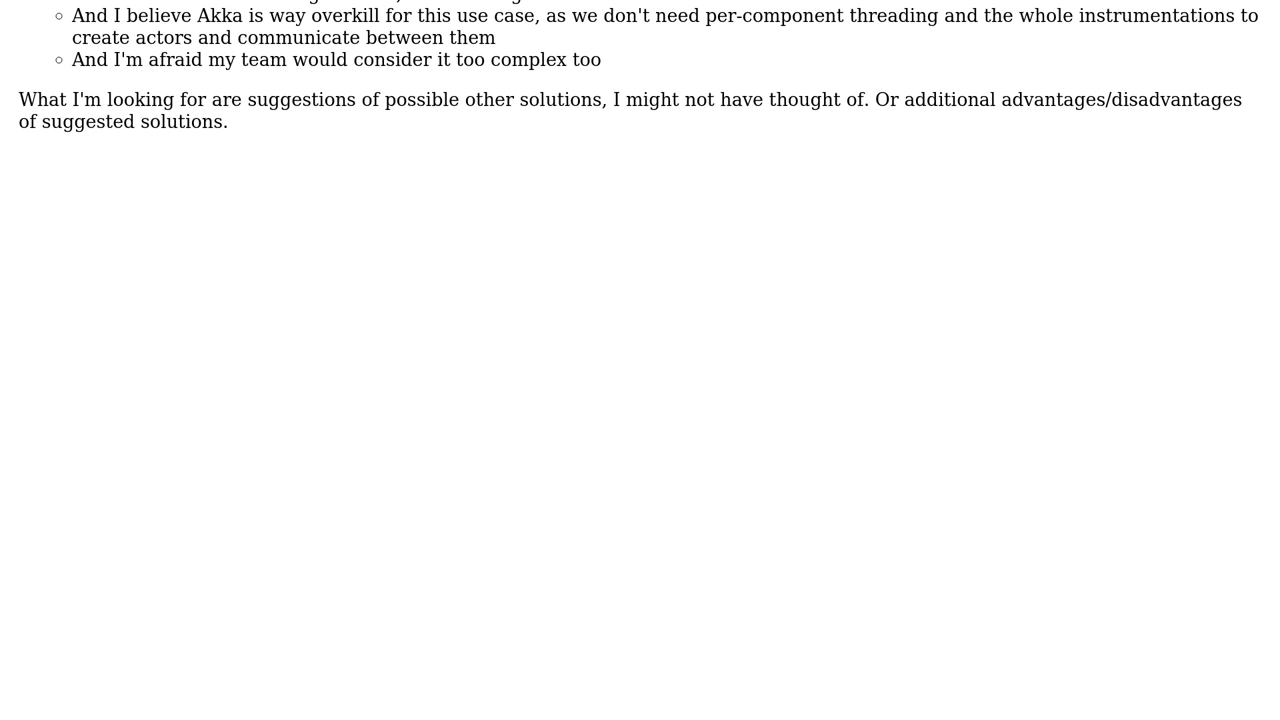 And I believe Akka is way overkill for this use case, as we don't need per-component threading and the whole instrumentations to
create actors and communicate between them
And I'm afraid my team would consider it too complex too
What I'm looking for are suggestions of possible other solutions, I might not have thought of. Or additional advantages/disadvantages
of suggested solutions.